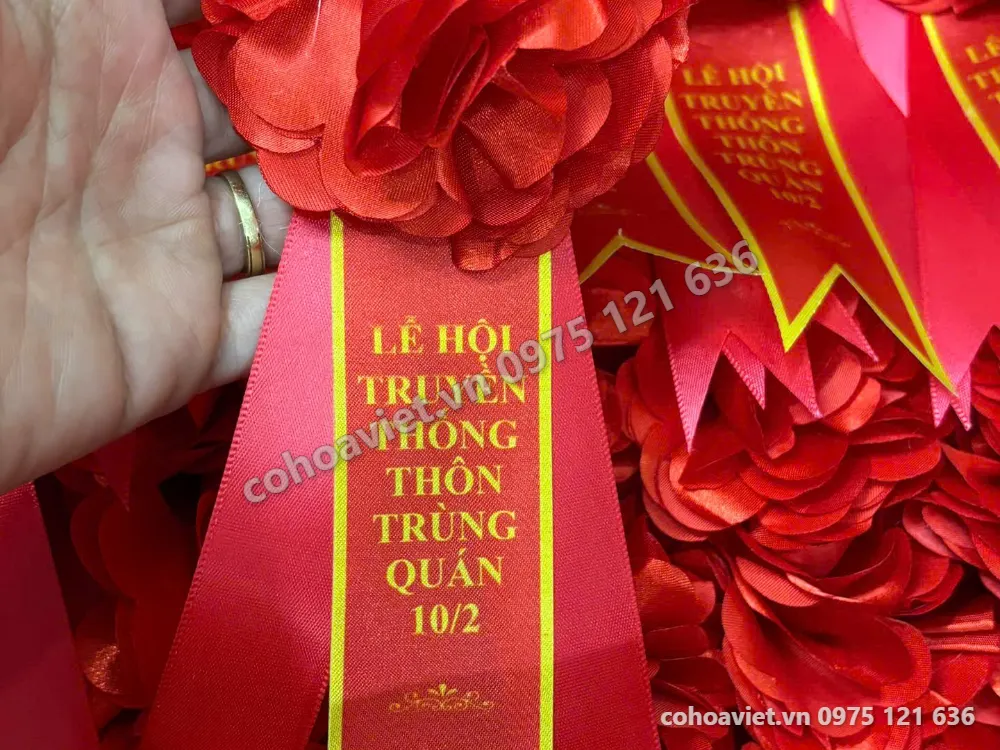 LỄ HỘI
TRUYỀN
THỐNG
THÔN
TRÙNG
QUÁN
10/2
LỄ HỘI
TRUYỀN
THỐNG
THÔN
TRÙNG
QUÁN
10/2
cohoaviet.vn 0975 121 636
cohoaviet.vn 0975 121 636